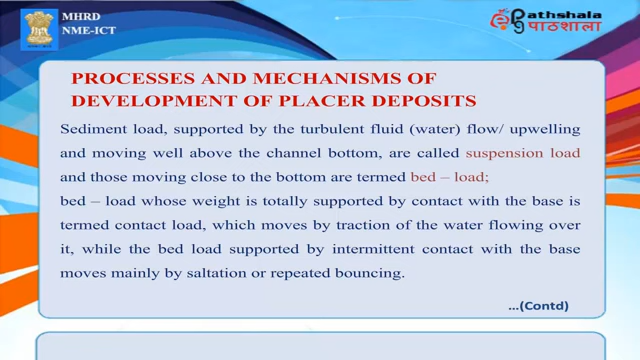 MHRD
NME-ICT
Pathshala
पाठशाला
PROCESSES AND MECHANISMS OF
DEVELOPMENT OF PLACER DEPOSITS
Sediment load, supported by the turbulent fluid (water) flow/ upwelling
and moving well above the channel bottom, are called suspension load
and those moving close to the bottom are termed bed – load;
bed – load whose weight is totally supported by contact with the base is
termed contact load, which moves by traction of the water flowing over
it, while the bed load supported by intermittent contact with the base
moves mainly by saltation or repeated bouncing.
...(Contd)